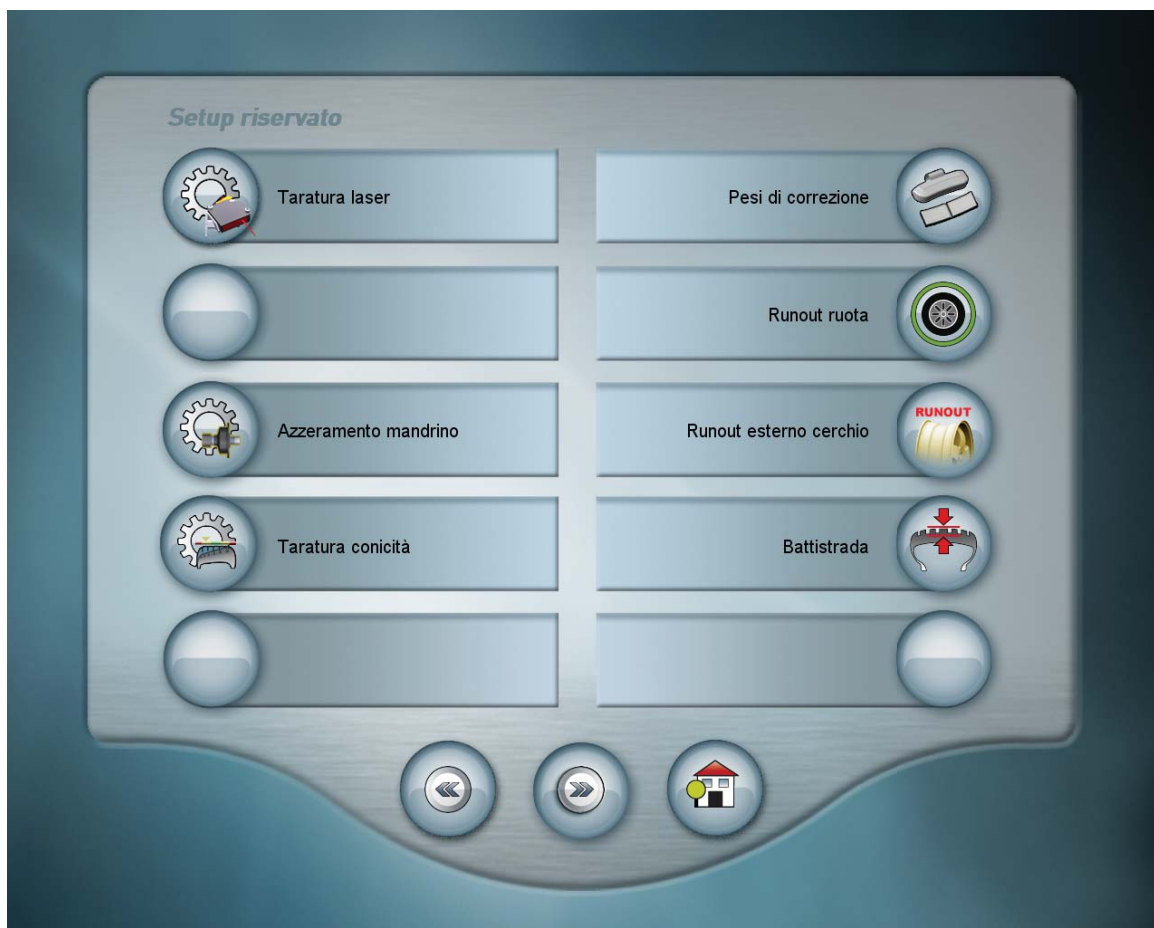 Setup riservato
Taratura laser
Pesi di correzione
Runout ruota
Azzeramento mandrino
Runout esterno cerchio
RUNOUT
Taratura conicità
Battistrada